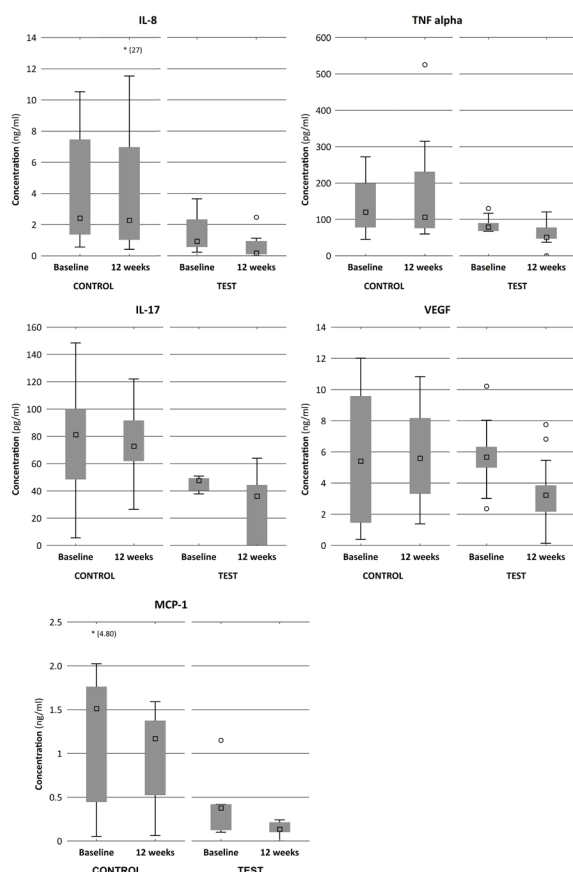 IL-8
14
12
10
8
6
4
2
0
Concentration (ng/ml)
* (27)
Baseline 12 weeks Baseline 12 weeks
CONTROL TEST
TNF alpha
600
500
400
300
200
100
0
Concentration (pg/ml)
Baseline 12 weeks Baseline 12 weeks
CONTROL TEST
IL-17
160
140
120
100
80
60
40
20
0
Concentration (pg/ml)
Baseline 12 weeks Baseline 12 weeks
CONTROL TEST
VEGF
14
12
10
8
6
4
2
0
Concentration (ng/ml)
Baseline 12 weeks Baseline 12 weeks
CONTROL TEST
MCP-1
2.5
2.0
1.5
1
0.5
0
Concentration (ng/ml)
* (4.80)
Baseline 12 weeks Baseline 12 weeks
CONTROL TEST